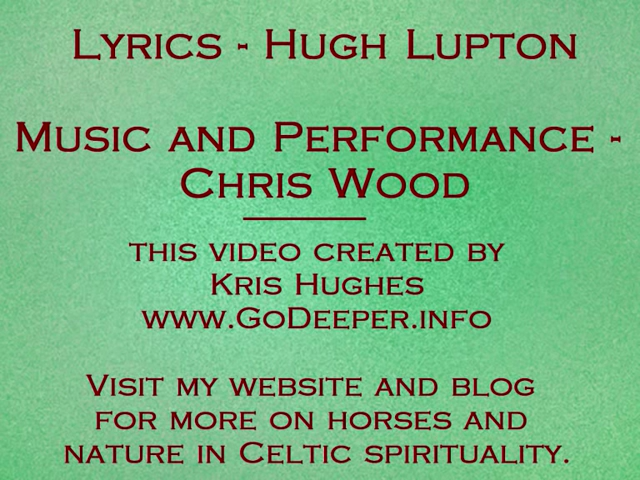 Lyrics - Hugh Lupton
Music and Performance -
Chris Wood
this video created by
Kris Hughes
www.GoDeeper.info
Visit my website and blog
for more on horses and
nature in Celtic spirituality.